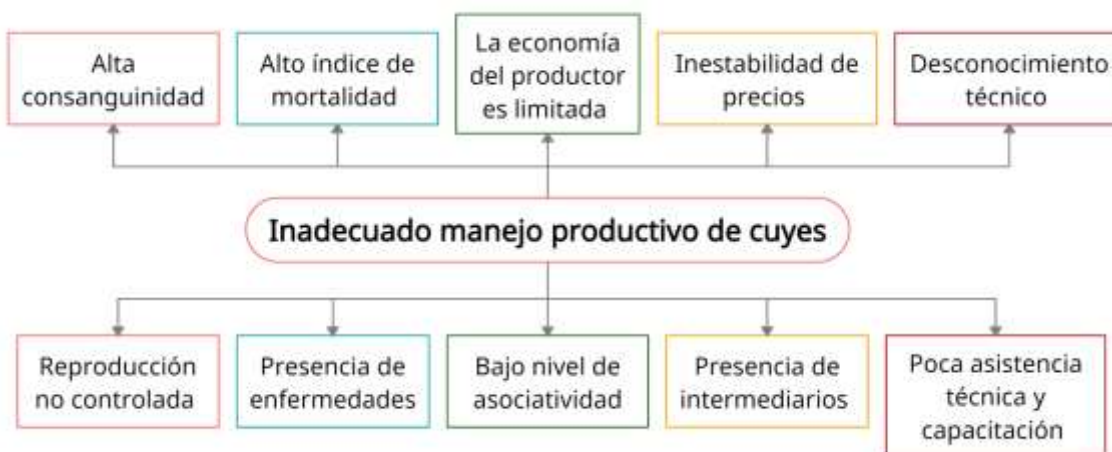 Alta
consanguinidad
Alto índice de
mortalidad
La economía
del productor
es limitada
Inestabilidad de
precios
Desconocimiento
técnico
Inadecuado manejo productivo de cuyes
Reproducción
no controlada
Presencia de
enfermedades
Bajo nivel de
asociatividad
Presencia de
intermediarios
Poca asistencia
técnica y
capacitación